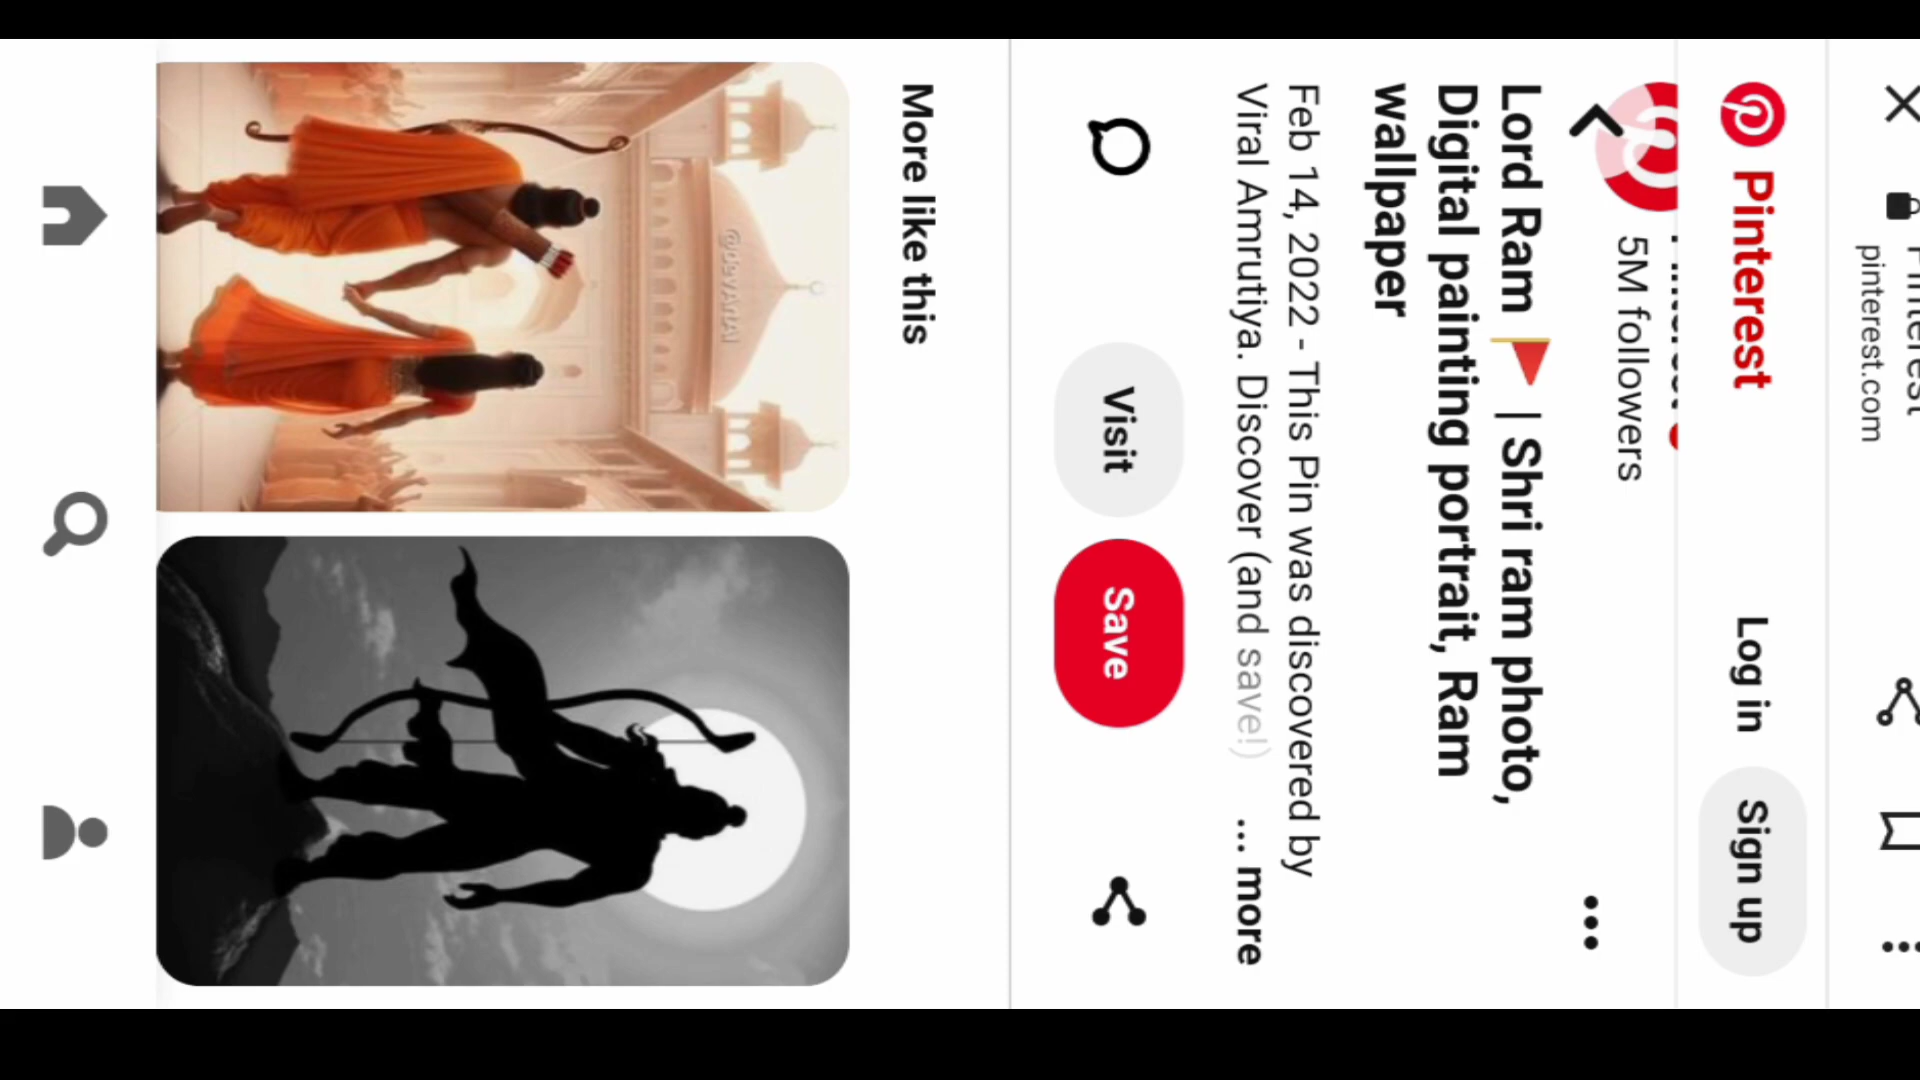 pinterest.com
Pinterest
Log in
Sign up
5M followers
Lord Ram 🚩 | Shri ram photo,
Digital painting portrait, Ram
wallpaper
Feb 14, 2022 - This Pin was discovered by
Viral Amrutiya. Discover (and save!)
... more
Visit
Save
More like this